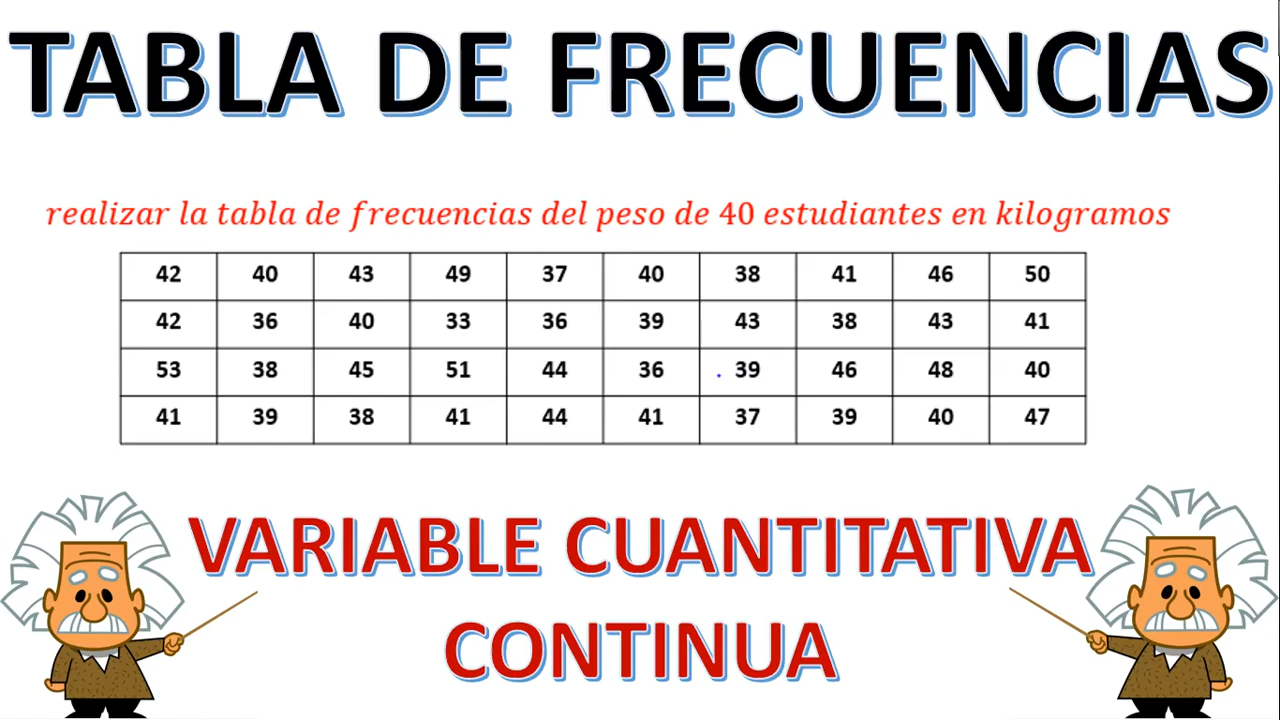 TABLA DE FRECUENCIAS
realizar la tabla de frecuencias del peso de 40 estudiantes en kilogramos
42 40 43 49 37 40 38 41 46 50
42 36 40 33 36 39 43 38 43 41
53 38 45 51 44 36 39 46 48 40
41 39 38 41 44 41 37 39 40 47
VARIABLE CUANTITATIVA
CONTINUA